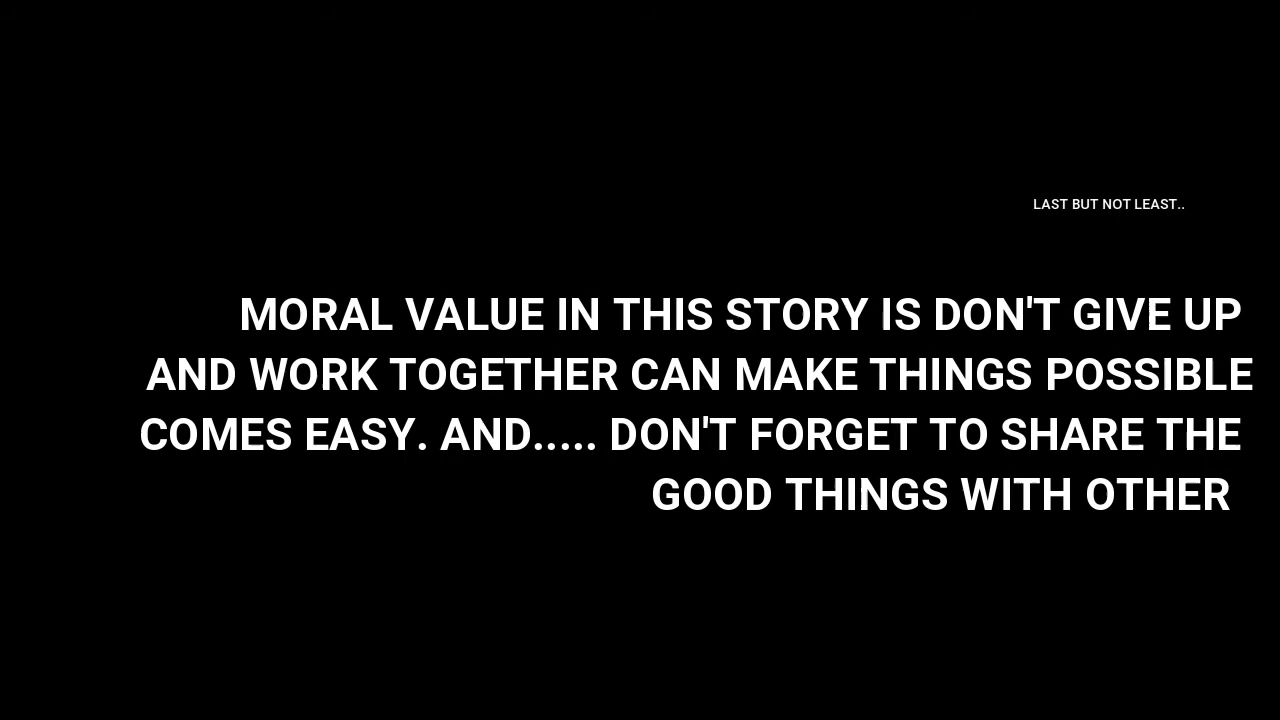 LAST BUT NOT LEAST..
MORAL VALUE IN THIS STORY IS DON'T GIVE UP
AND WORK TOGETHER CAN MAKE THINGS POSSIBLE
COMES EASY. AND..... DON'T FORGET TO SHARE THE
GOOD THINGS WITH OTHER